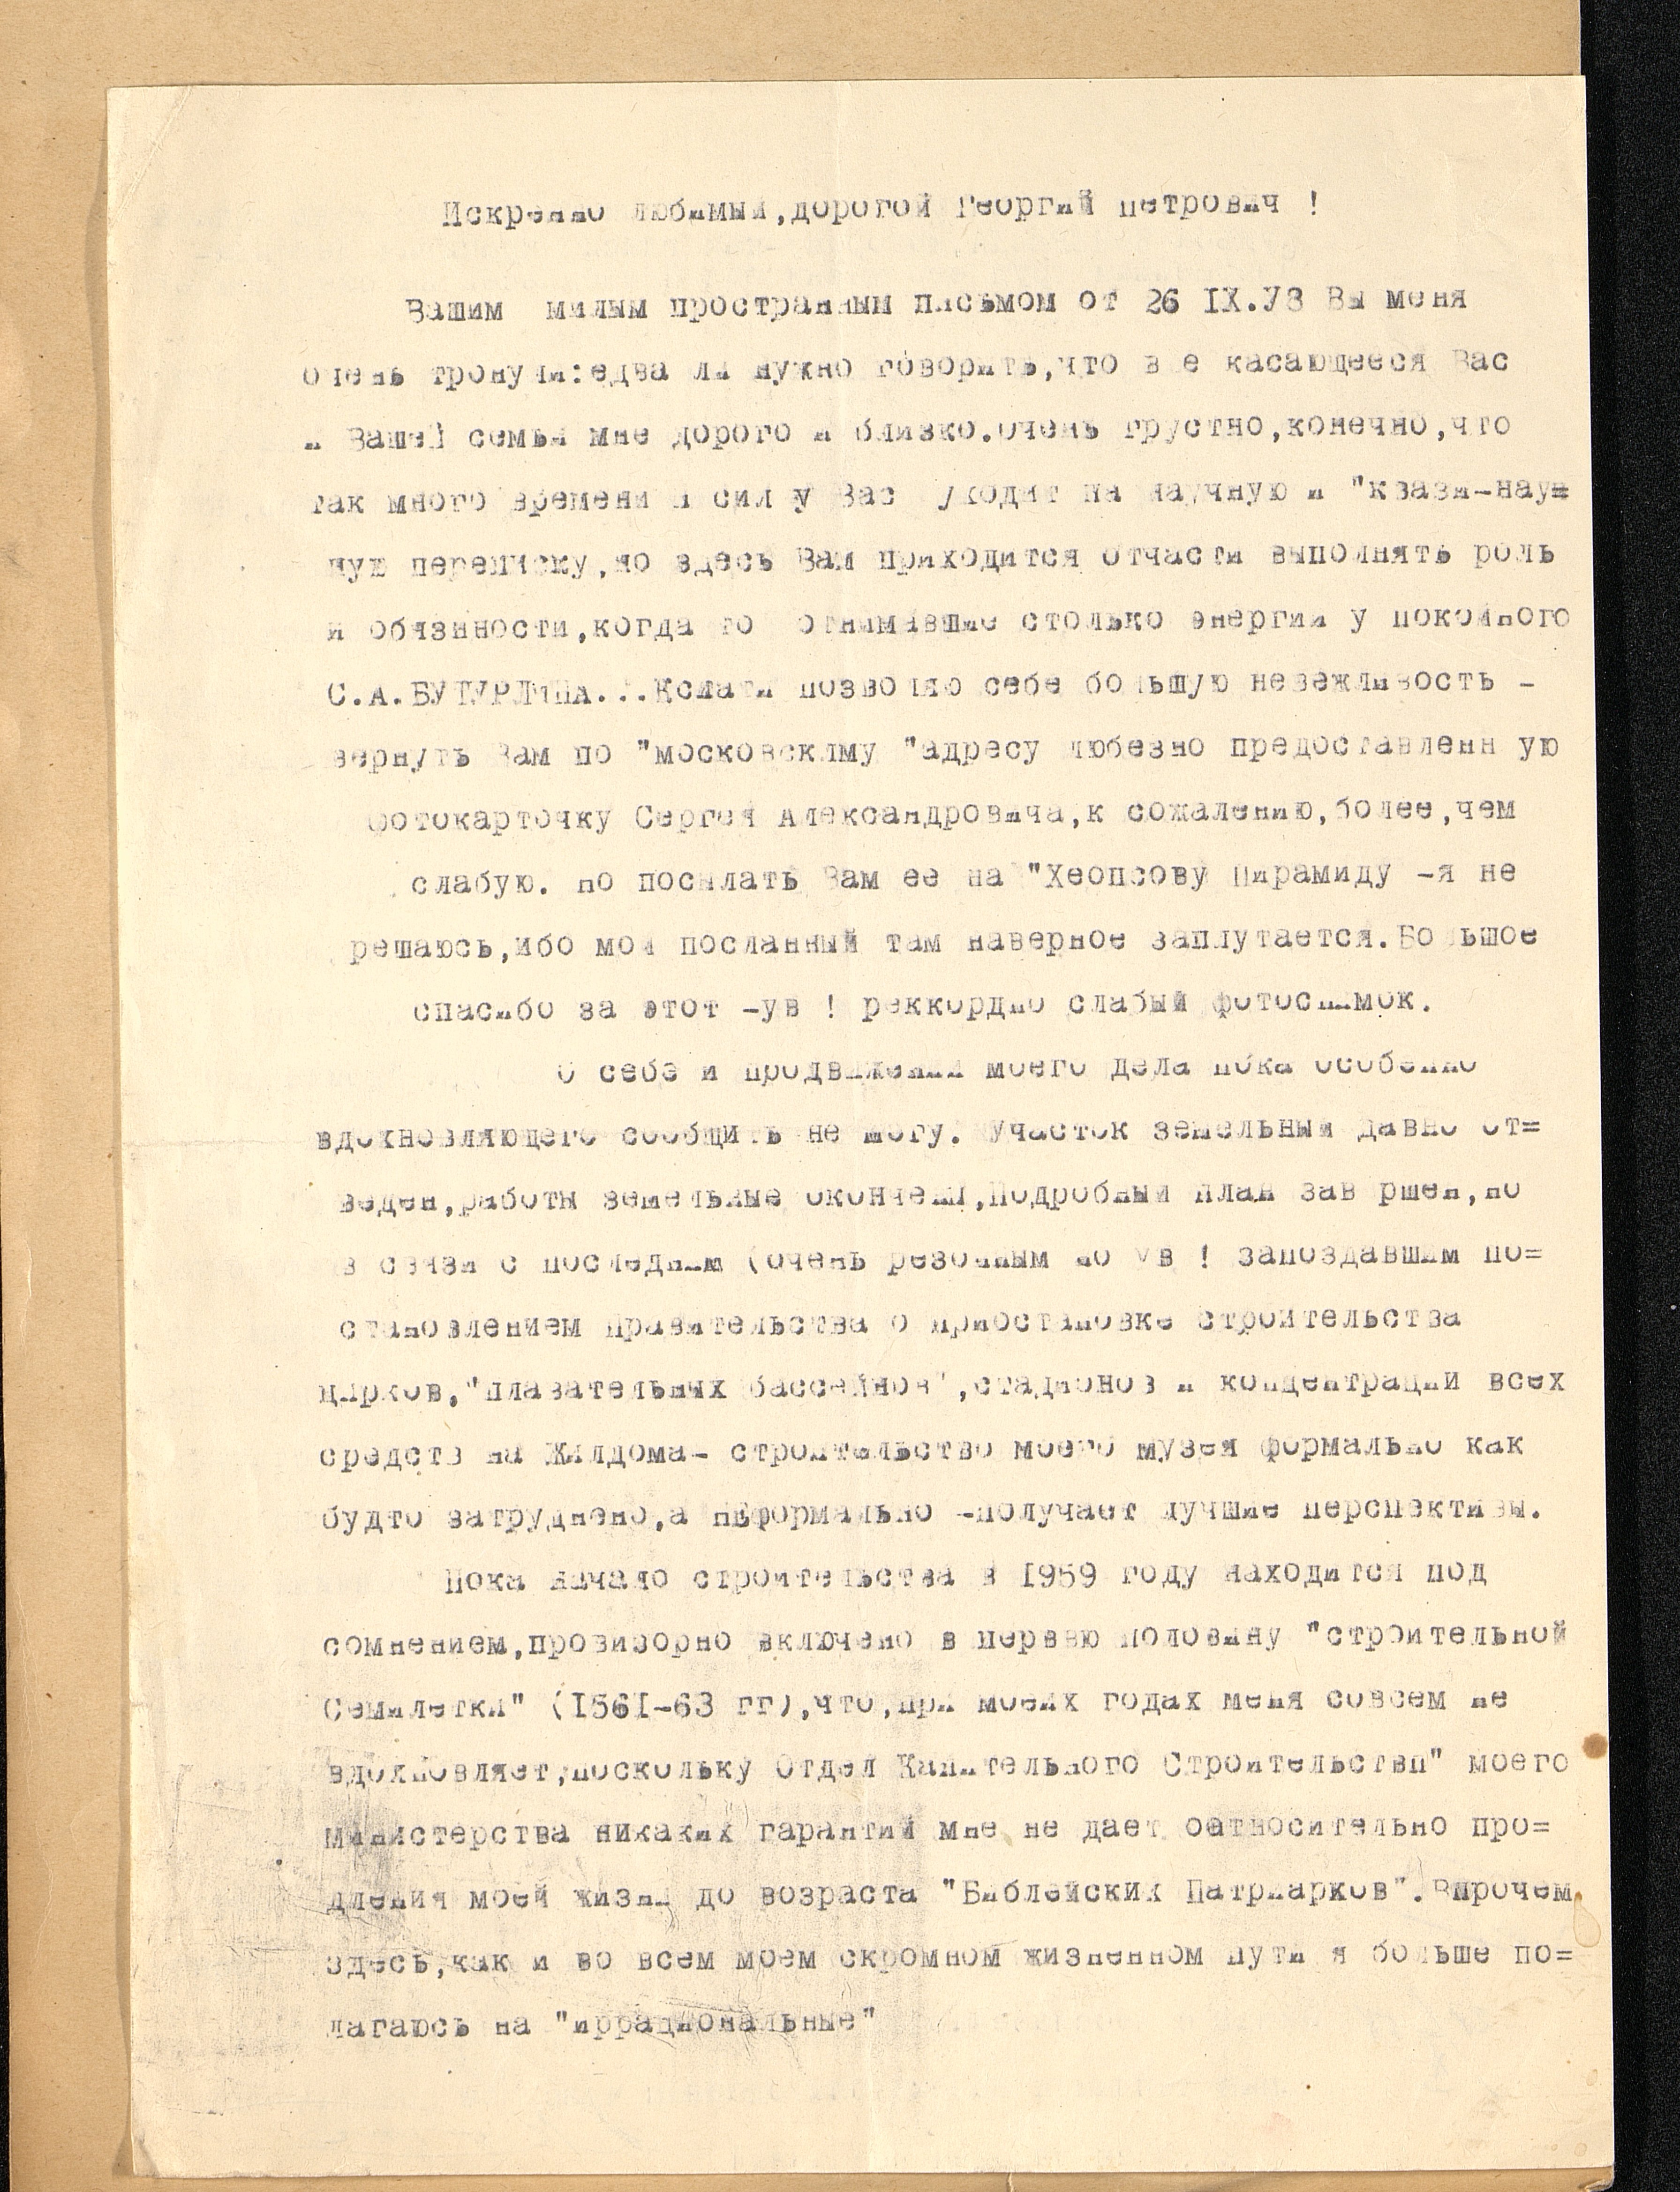 Искренно любимый,дорогой Георгий Петрович !
Вашим милым пространным письмом от 26 IX.У8 Вы меня
очень тронули:едва ли нужно говорить,что в е касающееся Вас
и Вашей семьи мне дорого и близко.Очень грустно,конечно,что
так много времени и сил у Вас уходит на научную и "квази-науч=
ную переписку,но здесь Вам приходится отчасти выполнять роль
и обязнности,когда то отнимавшие столько энергии у покойного
С.А.БУТУРЛИНА...Кстати позволяю себе большую невежливость -
вернуть Вам по "московскиму "адресу любезно предоставленн ую
фотокарточку Сергея Александровича,к сожалению,более,чем
слабую. Но посылать Вам ее на "Хеопсову Пирамиду -я не
решаюсь,ибо мой посланный там наверное заплутается.Большое
спасибо за этот -ув ! реккордно слабый фотоснимок.
О себе и продвижении моего дела пока особенно
вдохновляющего сообщить не могу. Участок земельный давно от=
веден,работы земельные окончены,подробный план зав ршен,но
в связи с последним (очень резонным но ув ! запоздавшим по=
становлением правительства о приостановке строительства
цирков,"плавательных бассейнов",стадионов и концентрации всех
средств на Жилдома- строительство моего музея формально как
будто затруднено,а неформально -получает лучшие перспективы.
Пока начало строительства в 1959 году находится под
сомнением,провизорно включено в первую половину "строительной
Семилетки" (1561-63 гг),что,при моих годах меня совсем не
вдохновляет,поскольку Отдел Капительного Строительствп" моего
министерства никаких гарантий мне не дает оатносительно про=
дления моей жизни до возраста "Библейских Патриархов".Впрочем,
здесь,как и во всем моем скромном жизненном пути я больше по=
лагаюсь на "иррациональные"